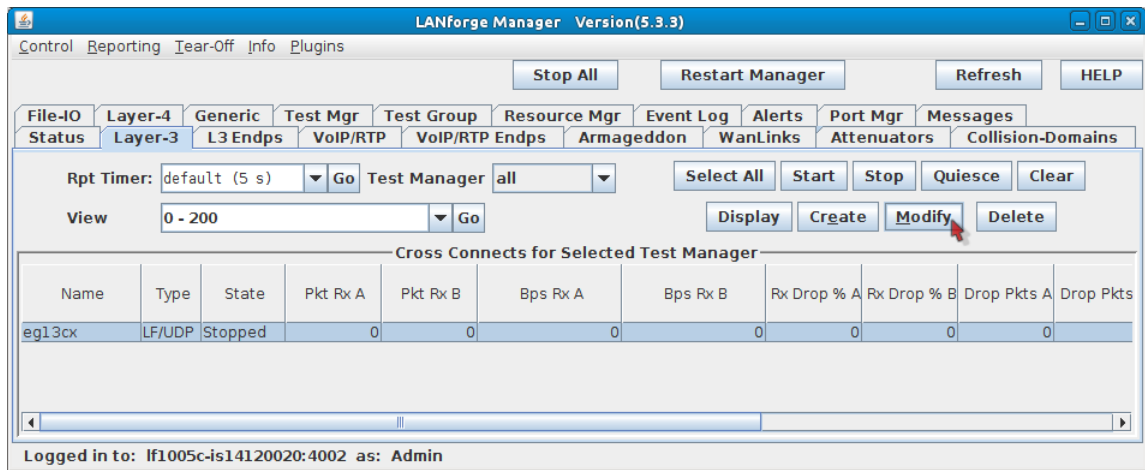 LANforge Manager Version(5.3.3)
Control Reporting Tear-Off Info Plugins
Stop All Restart Manager Refresh HELP
File-IO Layer-4 Generic Test Mgr Test Group Resource Mgr Event Log Alerts Port Mgr Messages
Status Layer-3 L3 Endps VoIP/RTP VoIP/RTP Endps Armageddon WanLinks Attenuators Collision-Domains
Rpt Timer: default (5 s) Go Test Manager all Select All Start Stop Quiesce Clear
View 0 - 200 Go Display Create Modify Delete
Cross Connects for Selected Test Manager
Name Type State Pkt Rx A Pkt Rx B Bps Rx A Bps Rx B Rx Drop % A Rx Drop % B Drop Pkts A Drop Pkts
eg13cx LF/UDP Stopped 0 0 0 0 0 0 0
Logged in to: lf1005c-is14120020:4002 as: Admin